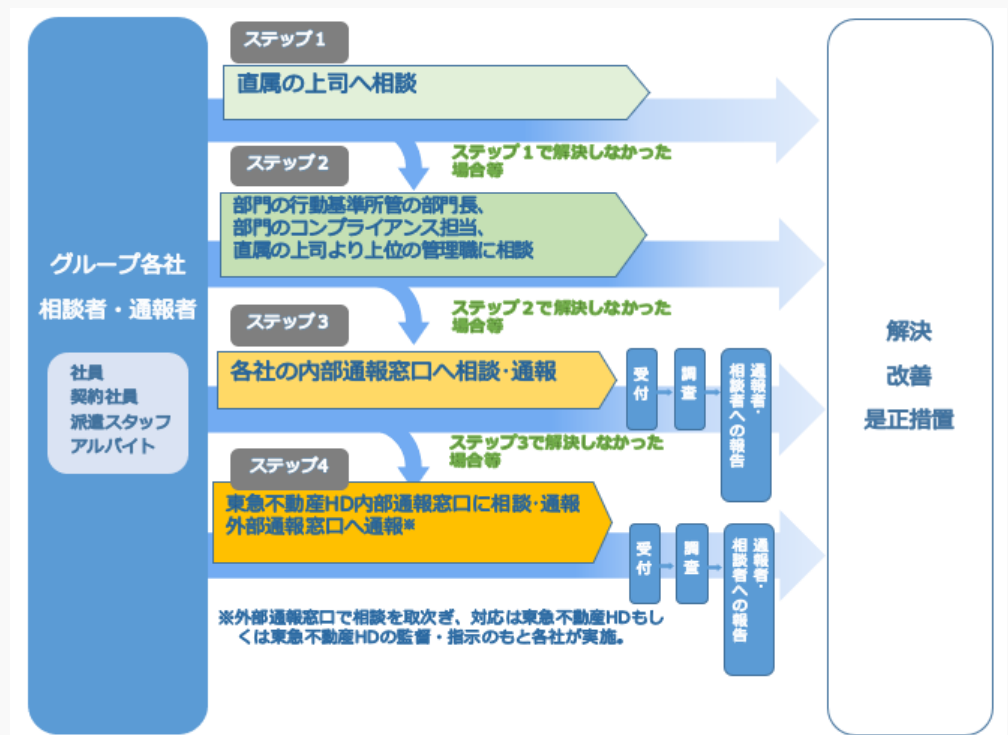 グループ各社
相談者・通報者
社員
契約社員
派遣スタッフ
アルバイト
ステップ1
直属の上司へ相談
ステップ1で解決しなかった
場合等
ステップ2
部門の行動基準所管の部門長、
部門のコンプライアンス担当、
直属の上司より上位の管理職に相談
ステップ2で解決しなかった
場合等
ステップ3
各社の内部通報窓口へ相談・通報
受付
調査
通報者・
相談者への報告
ステップ3で解決しなかった
場合等
ステップ4
東急不動産HD内部通報窓口に相談・通報
外部通報窓口へ通報※
受付
調査
通報者・
相談者への報告
※外部通報窓口で相談を取次ぎ、対応は東急不動産HDもし
くは東急不動産HDの監督・指示のもと各社が実施。
解決
改善
是正措置